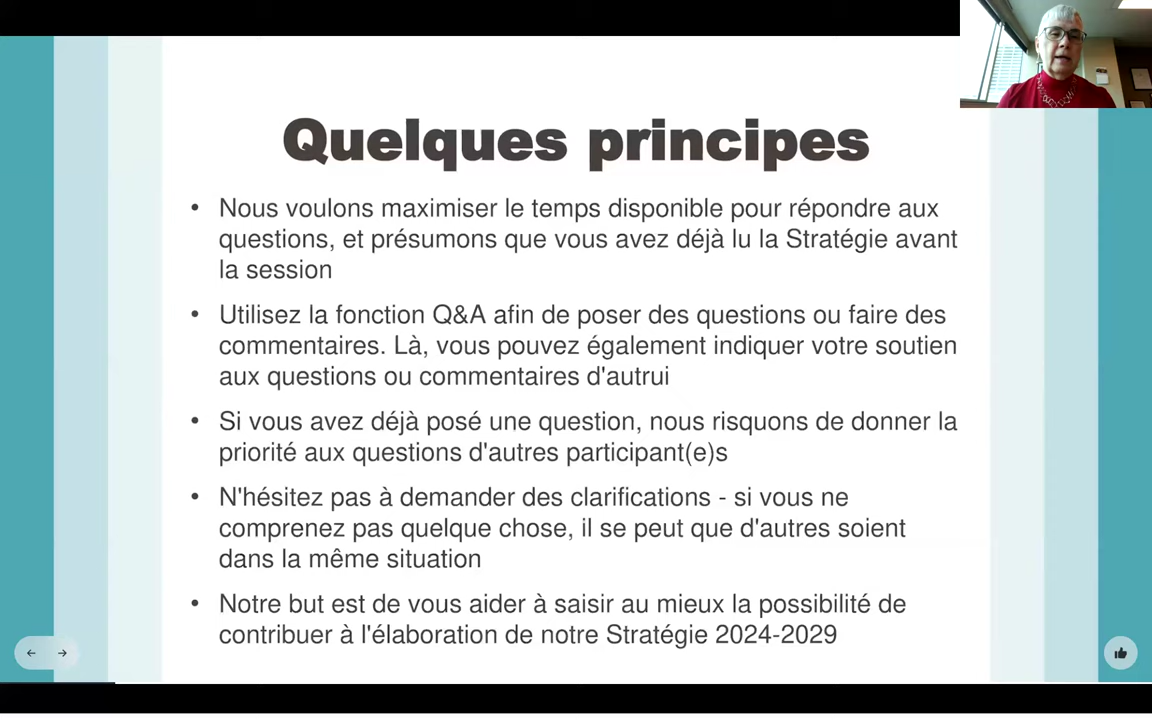 Quelques principes
• Nous voulons maximiser le temps disponible pour répondre aux
questions, et présumons que vous avez déjà lu la Stratégie avant
la session
• Utilisez la fonction Q&A afin de poser des questions ou faire des
commentaires. Là, vous pouvez également indiquer votre soutien
aux questions ou commentaires d'autrui
• Si vous avez déjà posé une question, nous risquons de donner la
priorité aux questions d'autres participant(e)s
• N'hésitez pas à demander des clarifications - si vous ne
comprenez pas quelque chose, il se peut que d'autres soient
dans la même situation
• Notre but est de vous aider à saisir au mieux la possibilité de
contribuer à l'élaboration de notre Stratégie 2024-2029